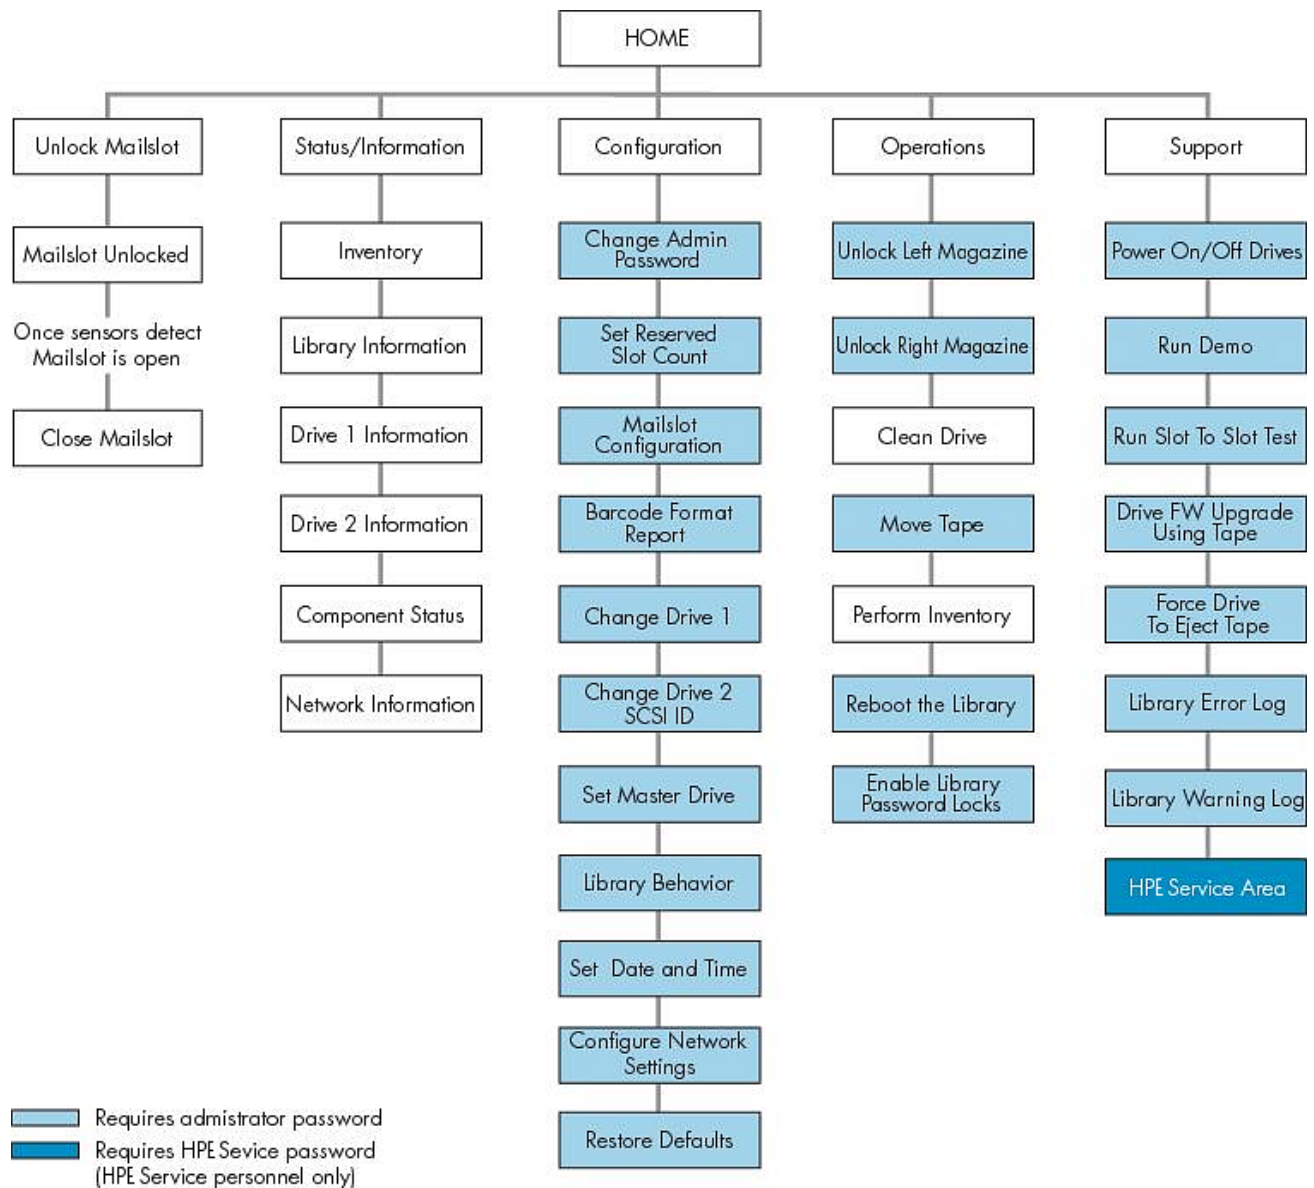 HOME
Unlock Mailslot
Status/Information
Configuration
Operations
Support
Mailslot Unlocked
Once sensors detect
Mailslot is open
Close Mailslot
Inventory
Library Information
Drive 1 Information
Drive 2 Information
Component Status
Network Information
Change Admin
Password
Set Reserved
Slot Count
Mailslot
Configuration
Barcode Format
Report
Change Drive 1
Change Drive 2
SCSI ID
Set Master Drive
Library Behavior
Set Date and Time
Configure Network
Settings
Restore Defaults
Unlock Left Magazine
Unlock Right Magazine
Clean Drive
Move Tape
Perform Inventory
Reboot the Library
Enable Library
Password Locks
Power On/Off Drives
Run Demo
Run Slot To Slot Test
Drive FW Upgrade
Using Tape
Force Drive
To Eject Tape
Library Error Log
Library Warning Log
HPE Service Area
Requires admistrator password
Requires HPE Sevice password
(HPE Service personnel only)